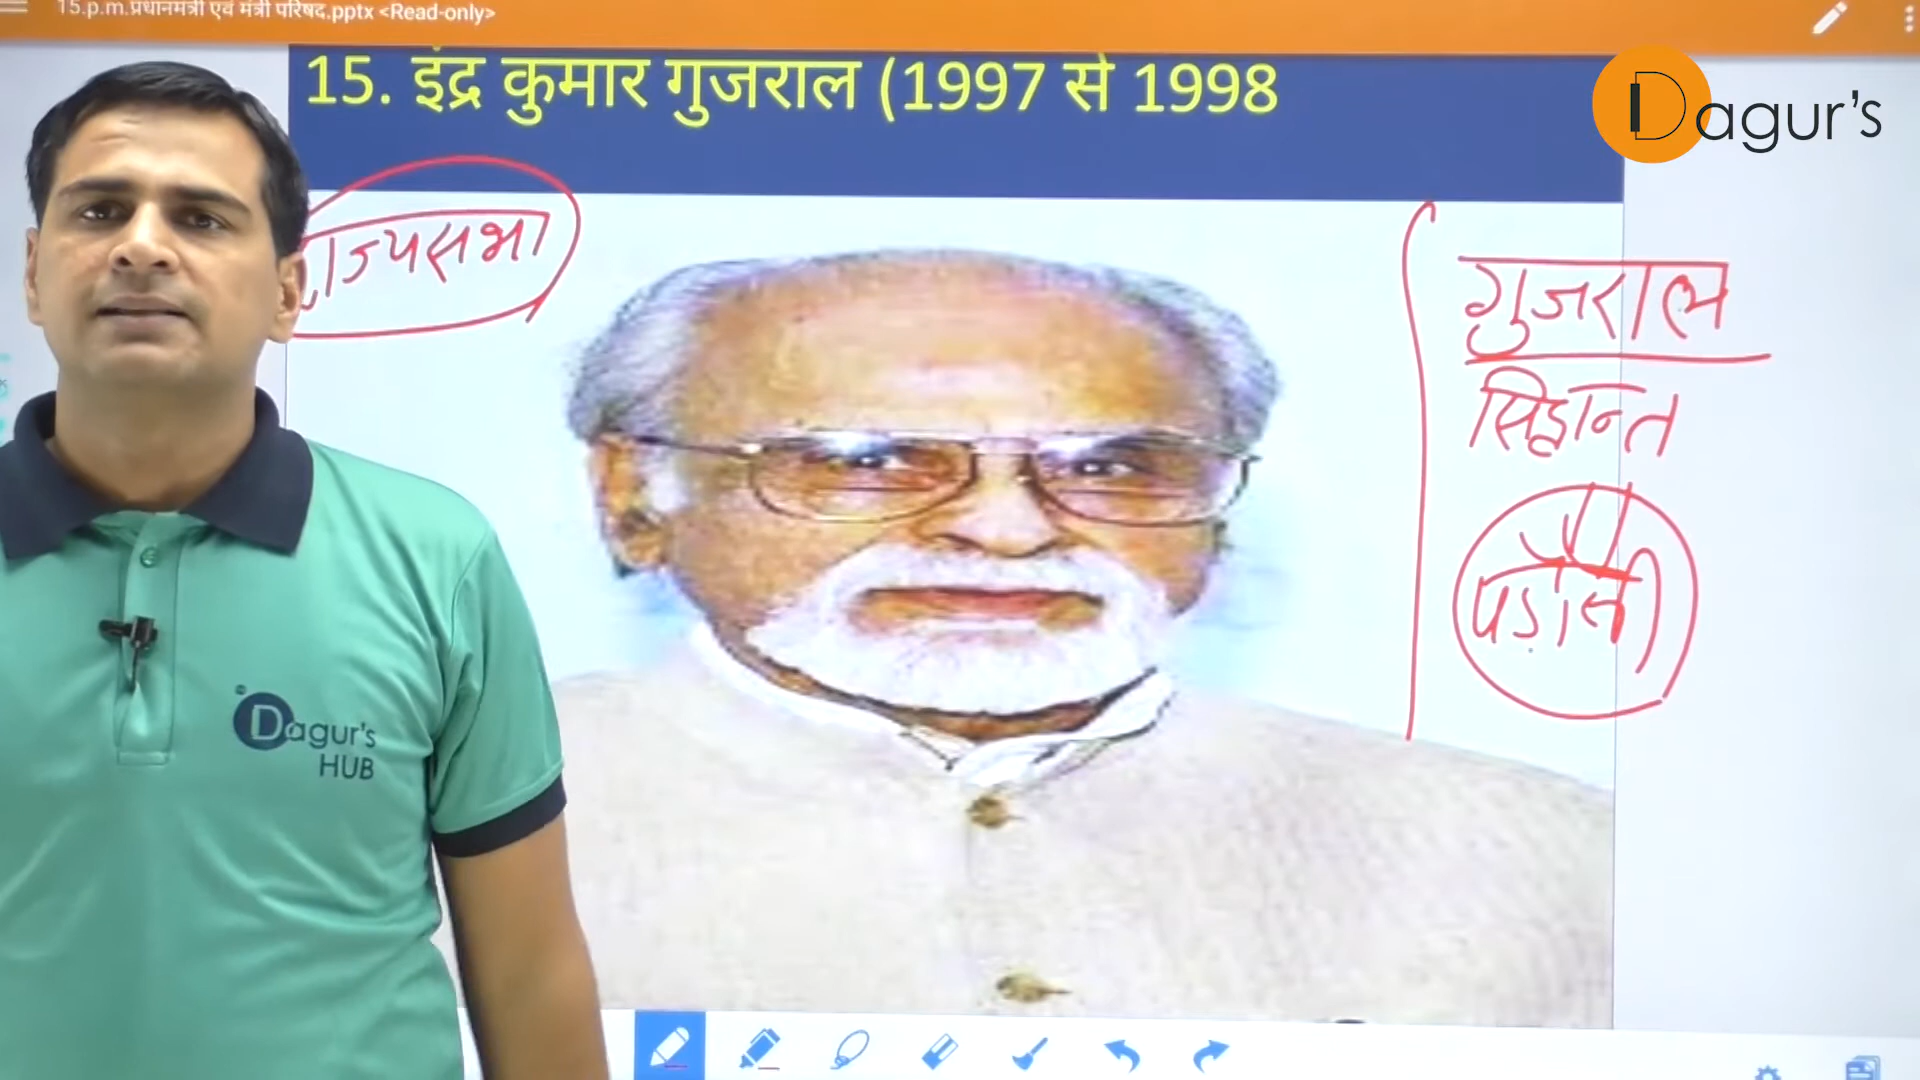 15.p.m.प्रधानमंत्री एवं मंत्री परिषद.pptx <Read-only>
15. इंद्र कुमार गुजराल (1997 से 1998
Dagur's
राज्यसभा
गुजराल
सिद्धान्त
पड़ोसी
Dagur's
HUB